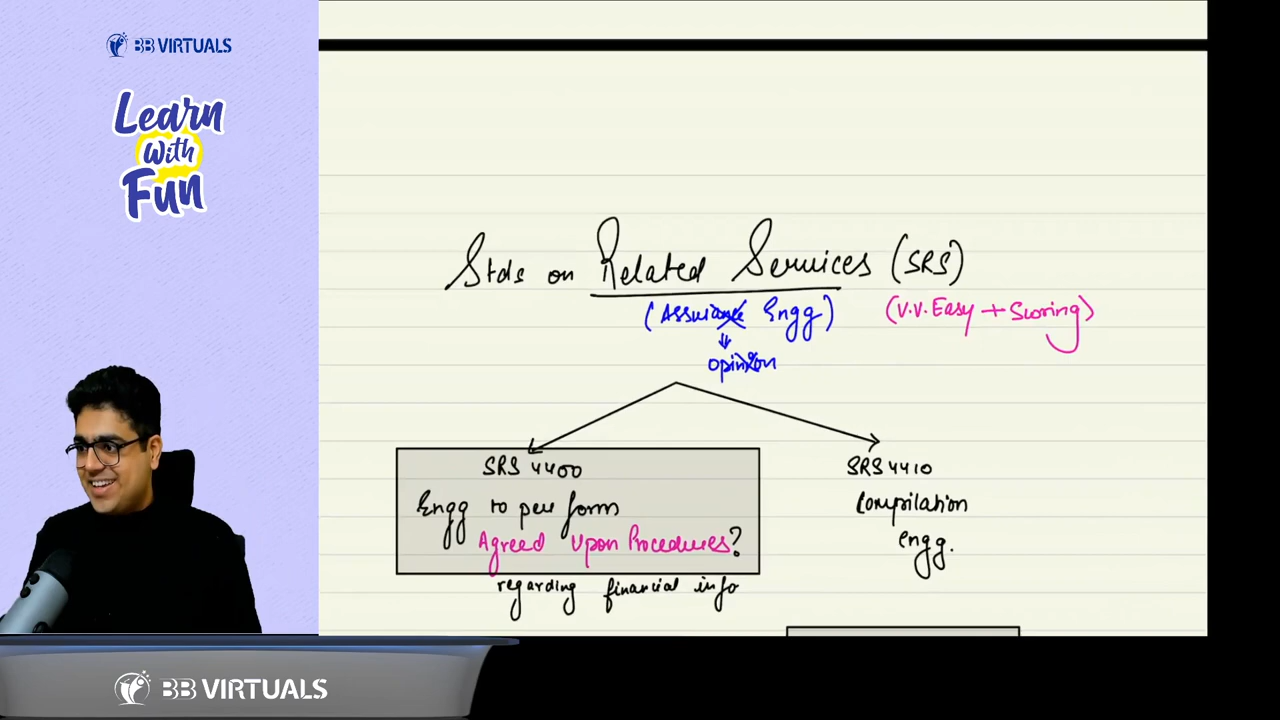 BB VIRTUALS
Learn
With
Fun
Stds on Related Services (SRS)
(Assurance Engg)
(V.V.Easy + Scoring)
⇓
opinion
SRS 4400
Engg to perform
Agreed Upon Procedures?
regarding financial info
SRS 4410
Compilation
engg.
BB VIRTUALS